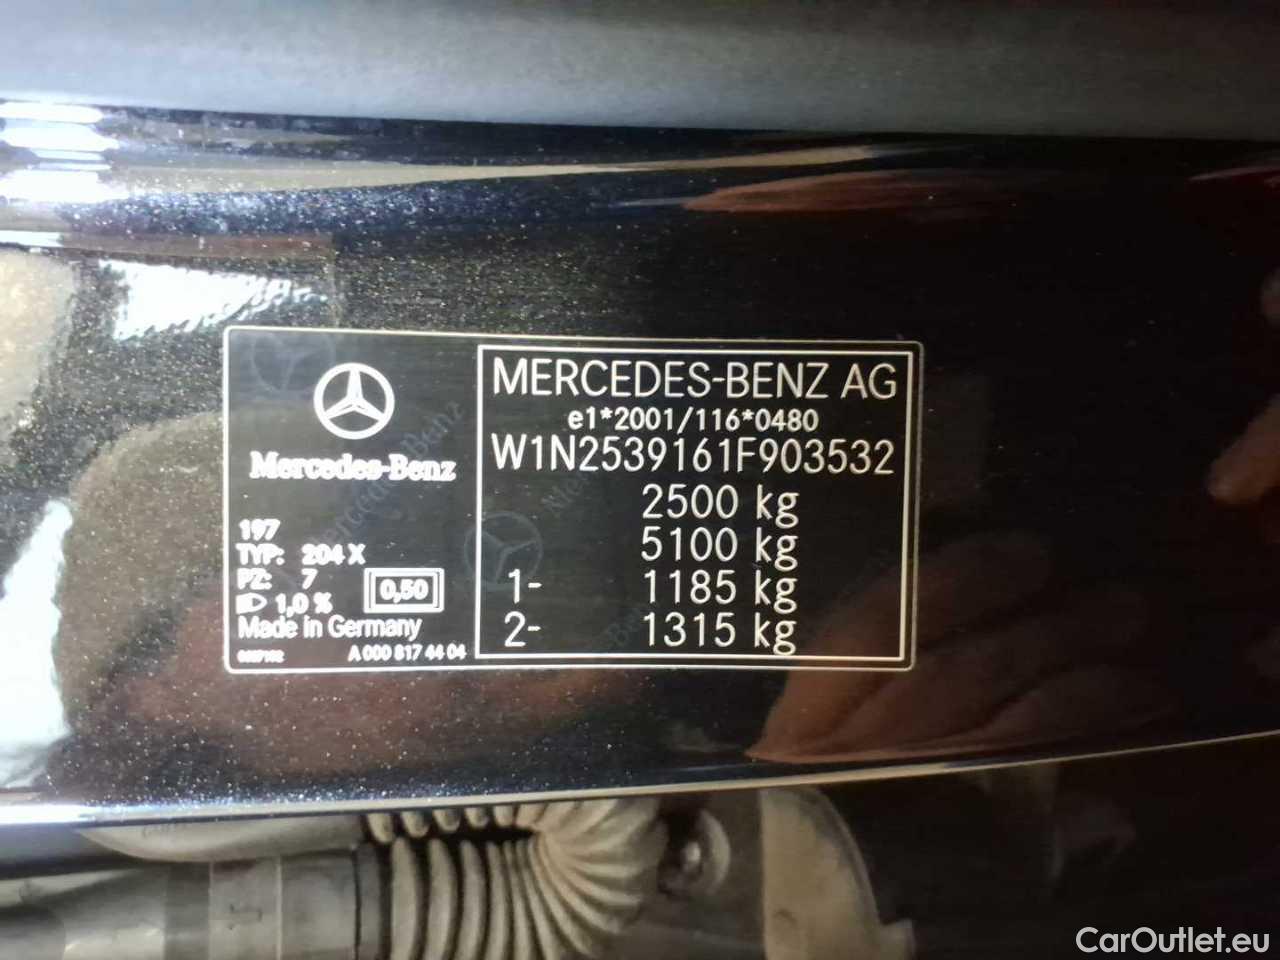 Mercedes-Benz
197
TYP: 204 X
PZ: 7
1,0 %
0,50
Made in Germany
A 000 817 44 04
MERCEDES-BENZ AG
e1*2001/116*0480
W1N2539161F903532
2500 kg
5100 kg
1- 1185 kg
2- 1315 kg
CarOutlet.eu